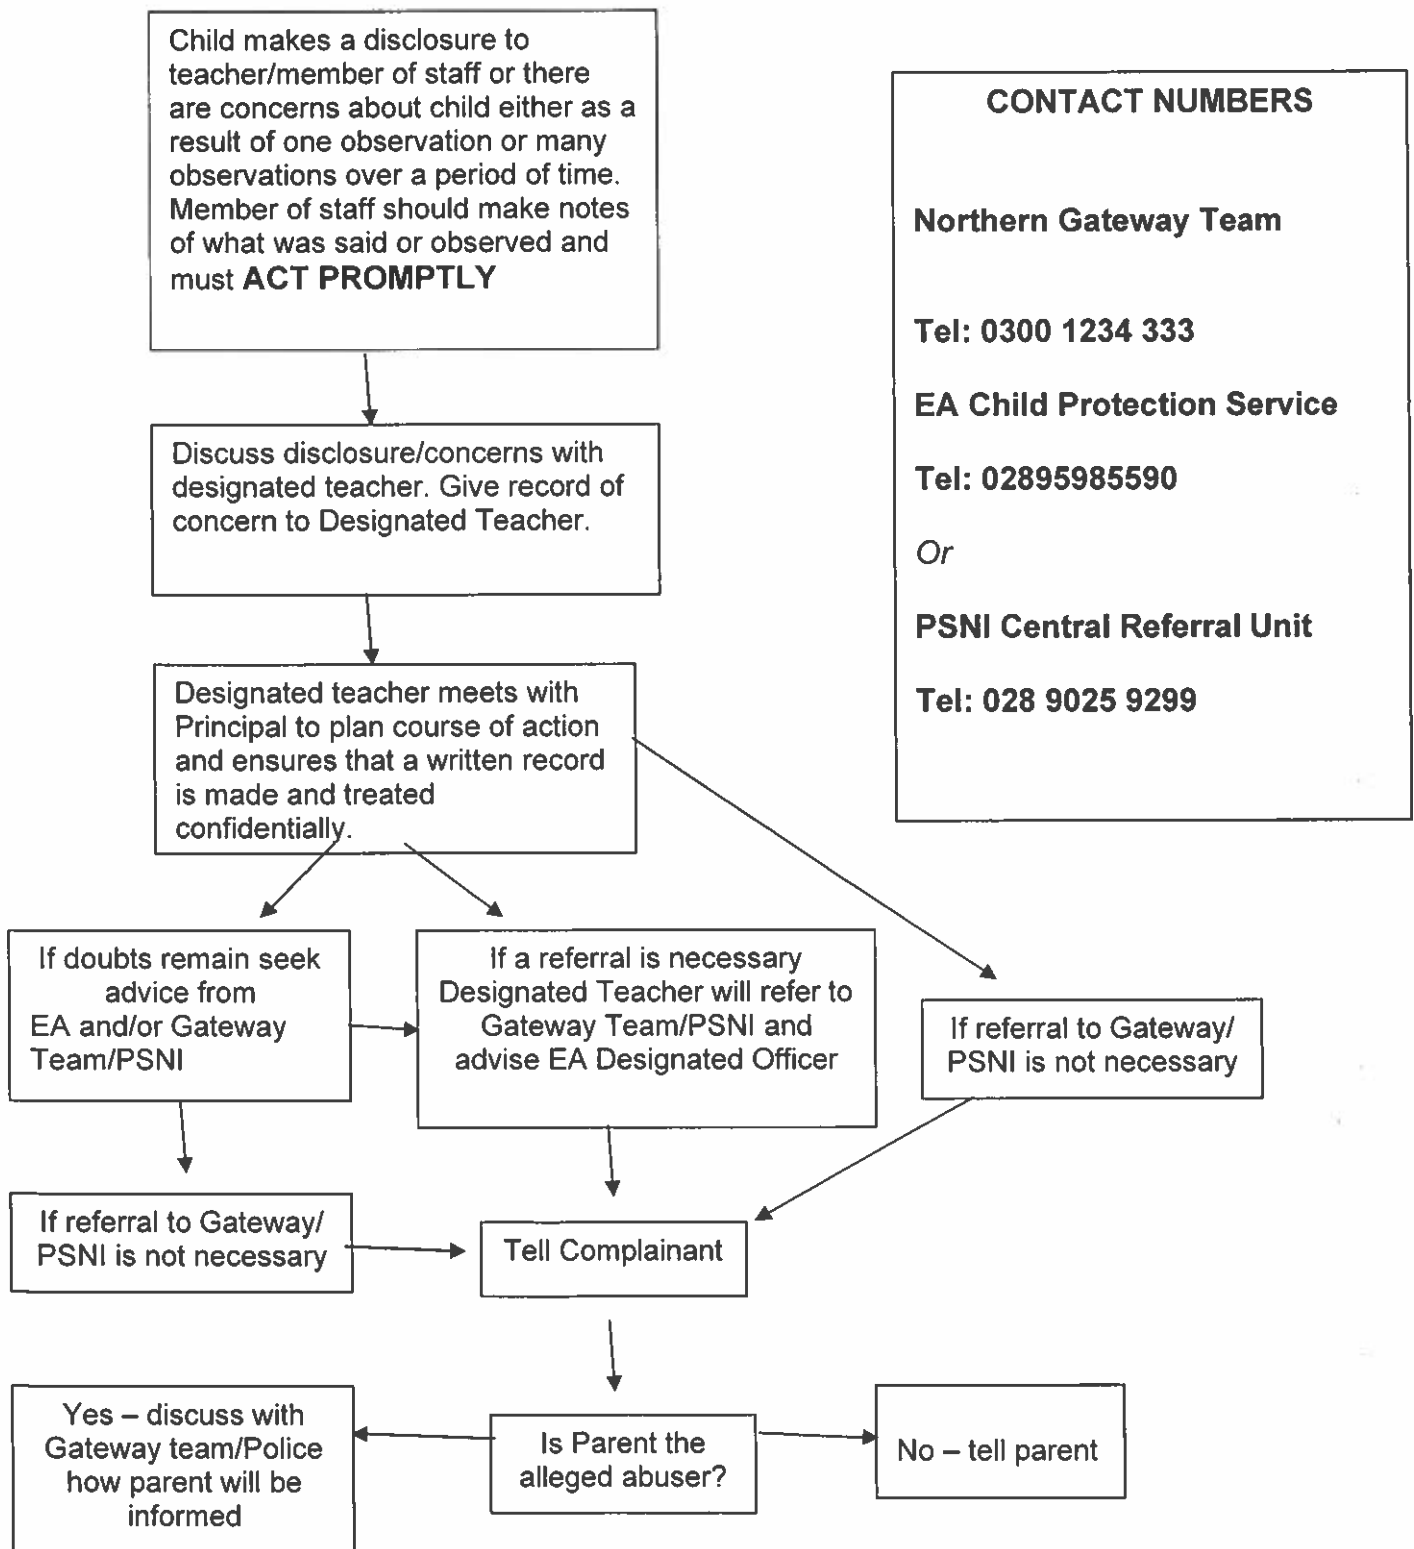 Child makes a disclosure to
teacher/member of staff or there
are concerns about child either as a
result of one observation or many
observations over a period of time.
Member of staff should make notes
of what was said or observed and
must ACT PROMPTLY
CONTACT NUMBERS
Northern Gateway Team
Tel: 0300 1234 333
EA Child Protection Service
Tel: 02895985590
Or
PSNI Central Referral Unit
Tel: 028 9025 9299
Discuss disclosure/concerns with
designated teacher. Give record of
concern to Designated Teacher.
Designated teacher meets with
Principal to plan course of action
and ensures that a written record
is made and treated
confidentially.
If doubts remain seek
advice from
EA and/or Gateway
Team/PSNI
If a referral is necessary
Designated Teacher will refer to
Gateway Team/PSNI and
advise EA Designated Officer
If referral to Gateway/
PSNI is not necessary
If referral to Gateway/
PSNI is not necessary
Tell Complainant
Yes – discuss with
Gateway team/Police
how parent will be
informed
Is Parent the
alleged abuser?
No – tell parent